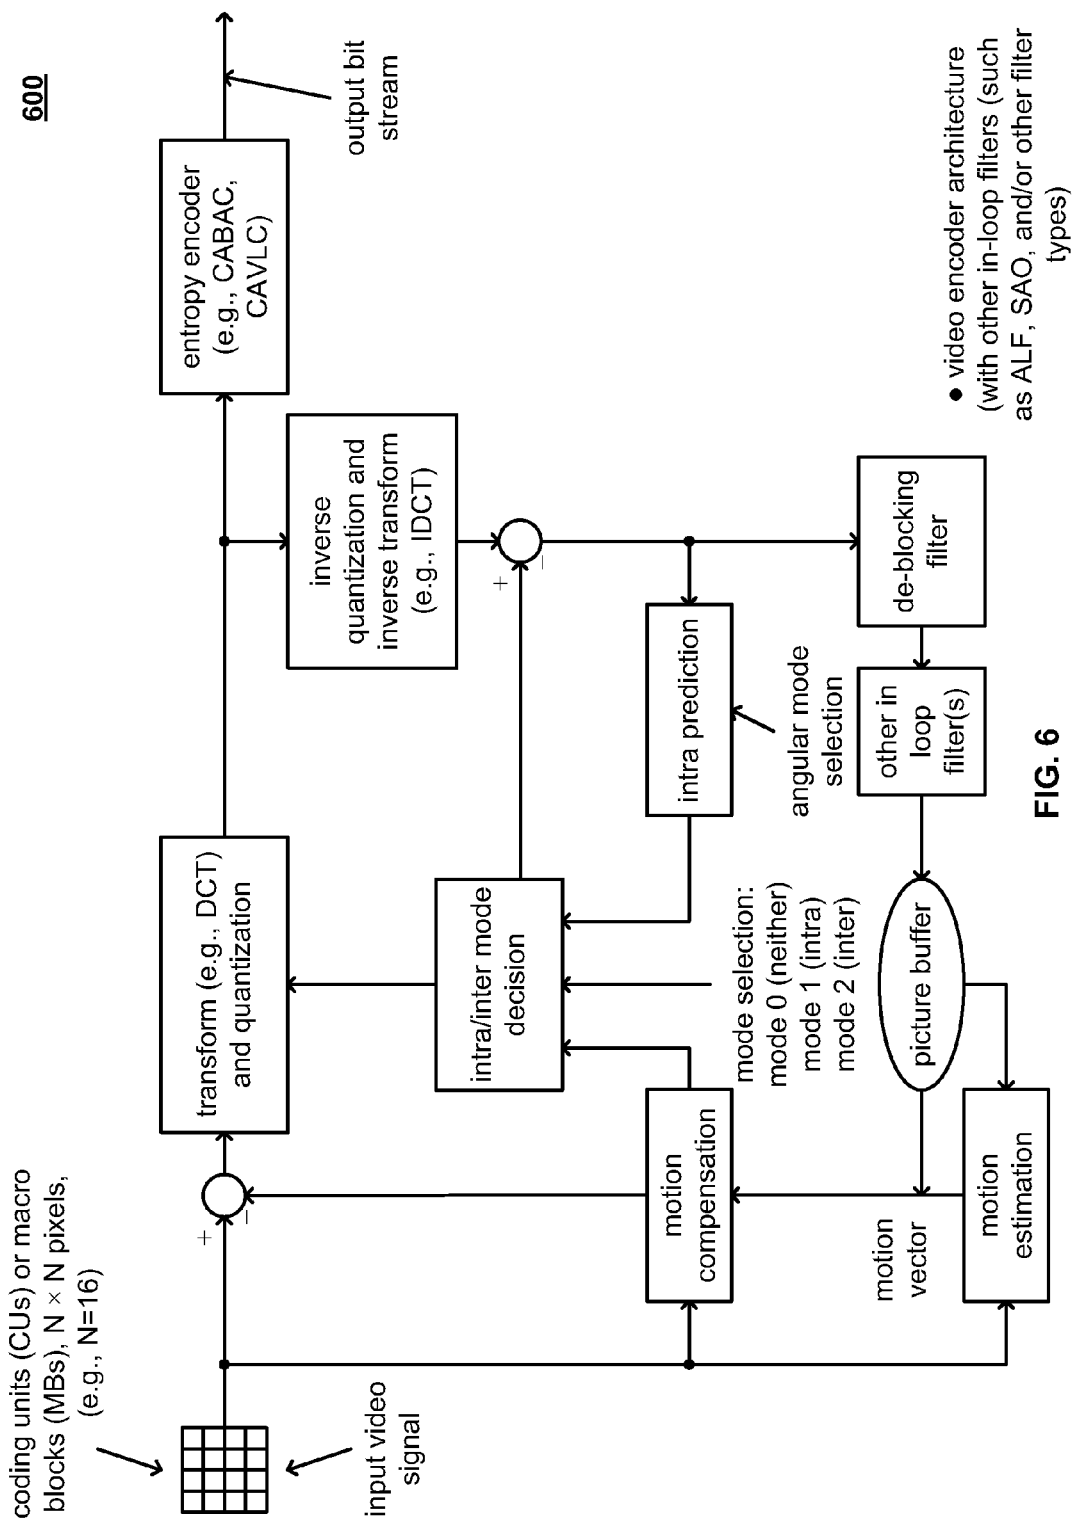 600
coding units (CUs) or macro
blocks (MBs), N × N pixels,
(e.g., N=16)
input video
signal
+
−
transform (e.g., DCT)
and quantization
entropy encoder
(e.g., CABAC,
CAVLC)
output bit
stream
inverse
quantization and
inverse transform
(e.g., IDCT)
+
−
intra/inter mode
decision
motion
compensation
intra prediction
angular mode
selection
mode selection:
mode 0 (neither)
mode 1 (intra)
mode 2 (inter)
motion
vector
motion
estimation
picture buffer
other in
loop
filter(s)
de-blocking
filter
● video encoder architecture
(with other in-loop filters (such
as ALF, SAO, and/or other filter
types)
FIG. 6